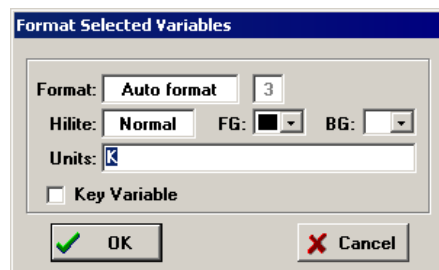 Format Selected Variables
Format: Auto format 3
Hilite: Normal FG: BG:
Units: K
Key Variable
OK Cancel